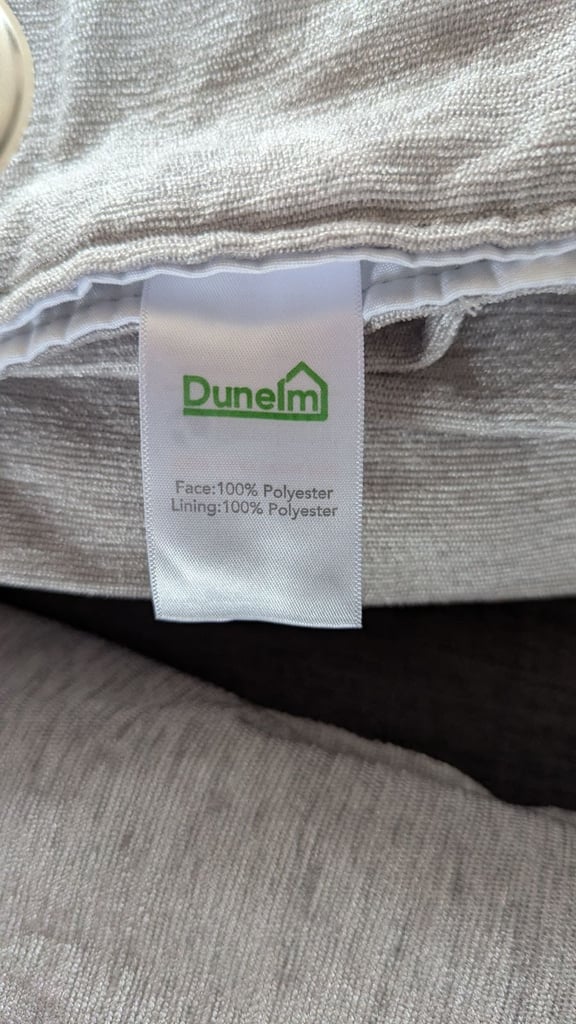 Dunelm
Face:100% Polyester
Lining:100% Polyester